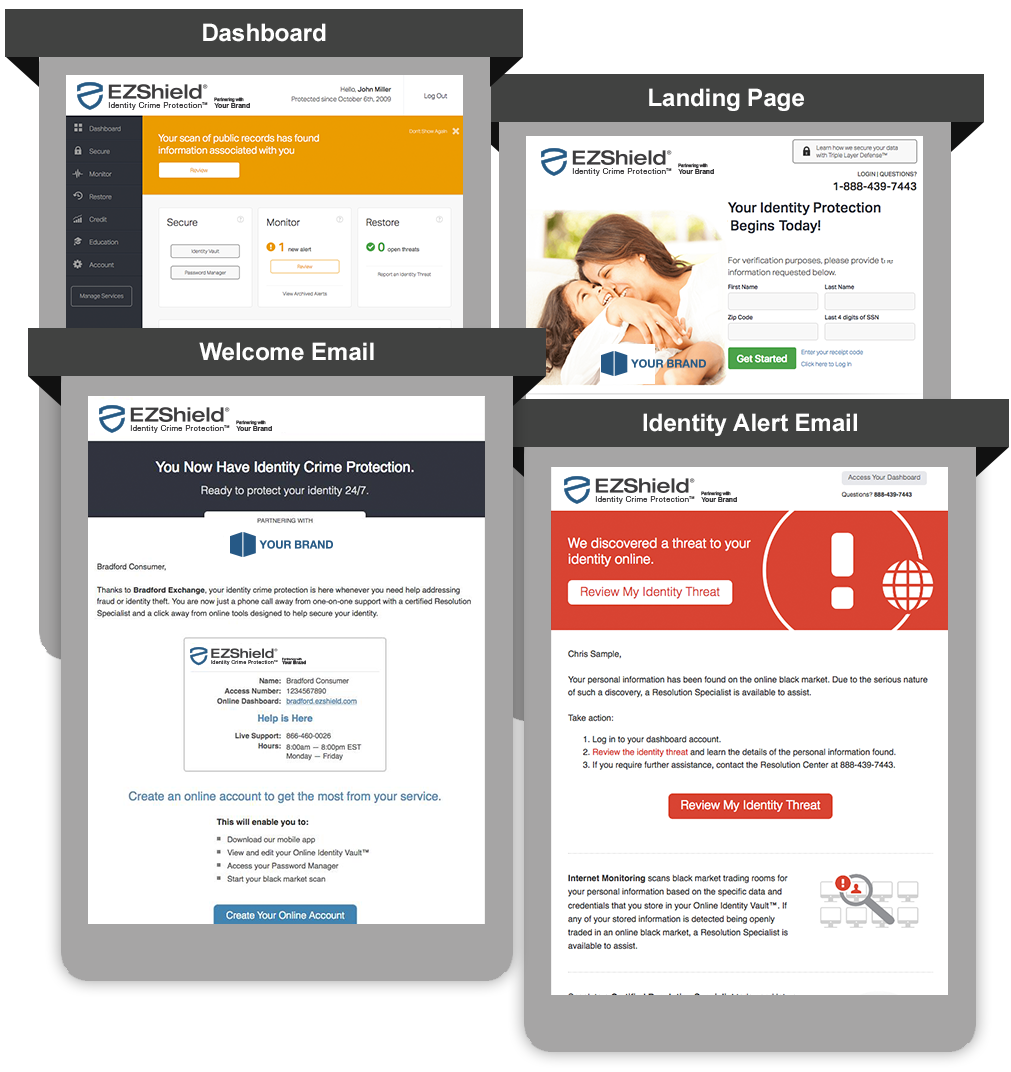 Dashboard
EZShield®
Identity Crime Protection™
Partnering with
Your Brand
Hello, John Miller
Protected since October 6th, 2009
Log Out
Dashboard
Secure
Monitor
Restore
Credit
Education
Account
Manage Services
Your scan of public records has found
information associated with you
Don't Show Again
Review
Secure
Identity Vault
Password Manager
Monitor
1 new alert
Review
View Archived Alerts
Restore
0 open threats
Report an Identity Threat
Landing Page
EZShield®
Identity Crime Protection™
Partnering with
Your Brand
Learn how we secure your data
with Triple Layer Defense™
LOGIN | QUESTIONS?
1-888-439-7443
Your Identity Protection
Begins Today!
For verification purposes, please provide
information requested below.
First Name
Last Name
Zip Code
Last 4 digits of SSN
Get Started
Enter your receipt code
Click here to Log In
YOUR BRAND
Welcome Email
EZShield®
Identity Crime Protection™
Partnering with
Your Brand
You Now Have Identity Crime Protection.
Ready to protect your identity 24/7.
PARTNERING WITH
YOUR BRAND
Bradford Consumer,
Thanks to Bradford Exchange, your identity crime protection is here whenever you need help addressing
fraud or identity theft. You are now just a phone call away from one-on-one support with a certified Resolution
Specialist and a click away from online tools designed to help secure your identity.
EZShield®
Identity Crime Protection™
Partnering with
Your Brand
Name: Bradford Consumer
Access Number: 1234567890
Online Dashboard: bradford.ezshield.com
Help is Here
Live Support: 866-460-0026
Hours: 8:00am — 8:00pm EST
Monday — Friday
Create an online account to get the most from your service.
This will enable you to:
Download our mobile app
View and edit your Online Identity Vault™
Access your Password Manager
Start your black market scan
Create Your Online Account
Identity Alert Email
EZShield®
Identity Crime Protection™
Partnering with
Your Brand
Access Your Dashboard
Questions? 888-439-7443
We discovered a threat to your
identity online.
Review My Identity Threat
Chris Sample,
Your personal information has been found on the online black market. Due to the serious nature
of such a discovery, a Resolution Specialist is available to assist.
Take action:
1. Log in to your dashboard account.
2. Review the identity threat and learn the details of the personal information found.
3. If you require further assistance, contact the Resolution Center at 888-439-7443.
Review My Identity Threat
Internet Monitoring scans black market trading rooms for
your personal information based on the specific data and
credentials that you store in your Online Identity Vault™. If
any of your stored information is detected being openly
traded in an online black market, a Resolution Specialist is
available to assist.